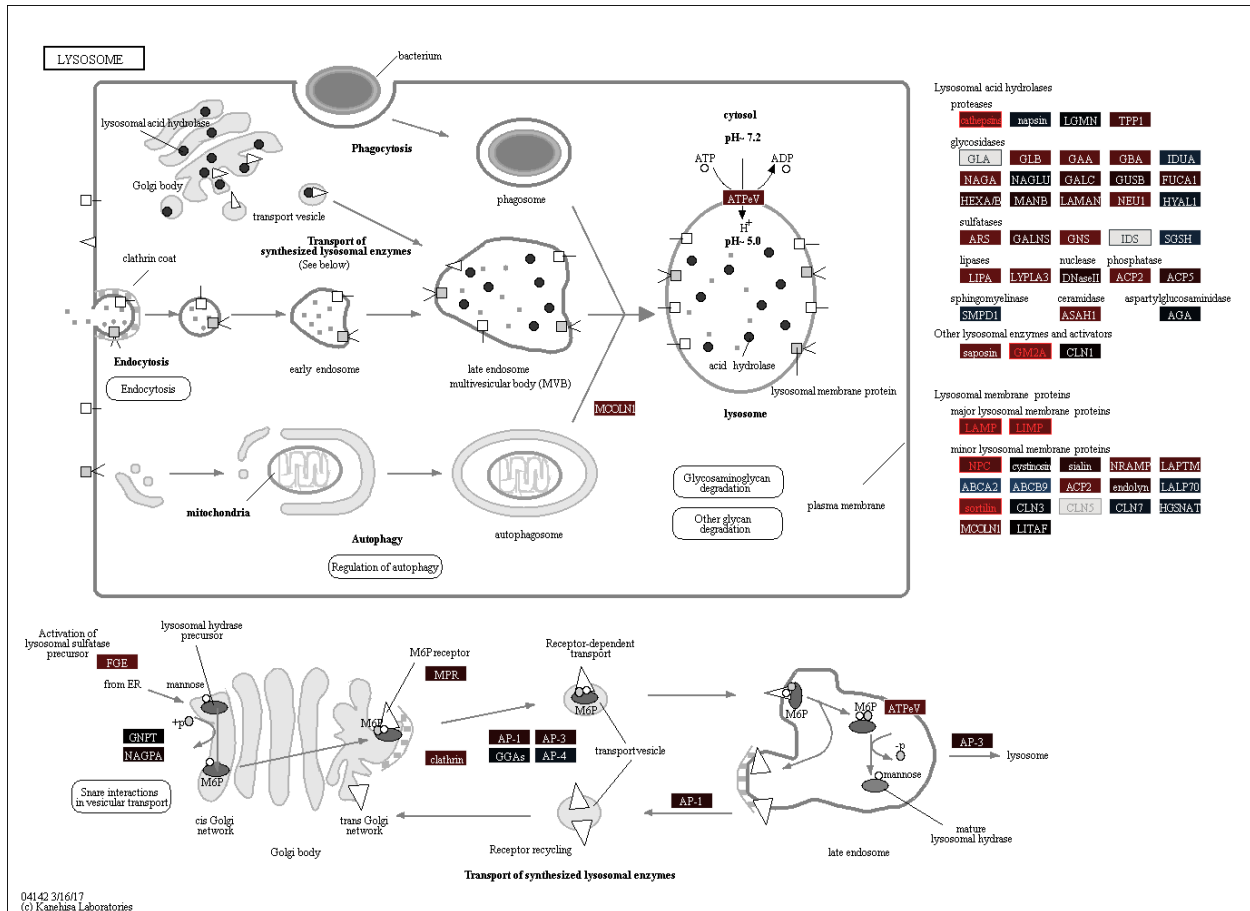 LYSOSOME
bacterium
lysosomal acid hydrolase
Golgi body
transport vesicle
Phagocytosis
phagosome
Transport of
synthesized lysosomal enzymes
(See below)
clathrin coat
Endocytosis
Endocytosis
early endosome
late endosome
multivesicular body (MVB)
MCOLN1
cytosol
pH~ 7.2
ATP
ADP
ATPeV
H+
pH~ 5.0
acid hydrolase
lysosomal membrane protein
lysosome
mitochondria
Autophagy
Regulation of autophagy
autophagosome
Glycosaminoglycan
degradation
Other glycan
degradation
plasma membrane
Lysosomal acid hydrolases
proteases
cathepsins napsin LGMN TPP1
glycosidases
GLA GLB GAA GBA IDUA
NAGA NAGLU GALC GUSB FUCA1
HEXA/B MANB LAMAN NEU1 HYAL1
sulfatases
ARS GALNS GNS IDS SGSH
lipases nuclease phosphatase
LIPA LYPLA3 DNaseII ACP2 ACP5
sphingomyelinase ceramidase aspartylglucosaminidase
SMPD1 ASAH1 AGA
Other lysosomal enzymes and activators
saposin GM2A CLN1
Lysosomal membrane proteins
major lysosomal membrane proteins
LAMP LIMP
minor lysosomal membrane proteins
NPC cystinosin sialin NRAMP LAPTM
ABCA2 ABCB9 ACP2 endolyn LALP70
sortilin CLN3 CLN5 CLN7 HGSNAT
MCOLN1 LITAF
Activation of
lysosomal sulfatase
precursor
FGE
lysosomal hydrase
precursor
from ER
mannose
+p
GNPT
NAGPA
M6P
Snare interactions
in vesicular transport
cis Golgi
network
Golgi body
trans Golgi
network
M6P receptor
MPR
M6P
clathrin
AP-1 AP-3
GGAs AP-4
Receptor-dependent
transport
M6P
transport vesicle
Receptor recycling
AP-1
M6P
M6P
ATPeV
-p
mannose
mature
lysosomal hydrase
late endosome
AP-3
lysosome
Transport of synthesized lysosomal enzymes
04142 3/16/17
(c) Kanehisa Laboratories